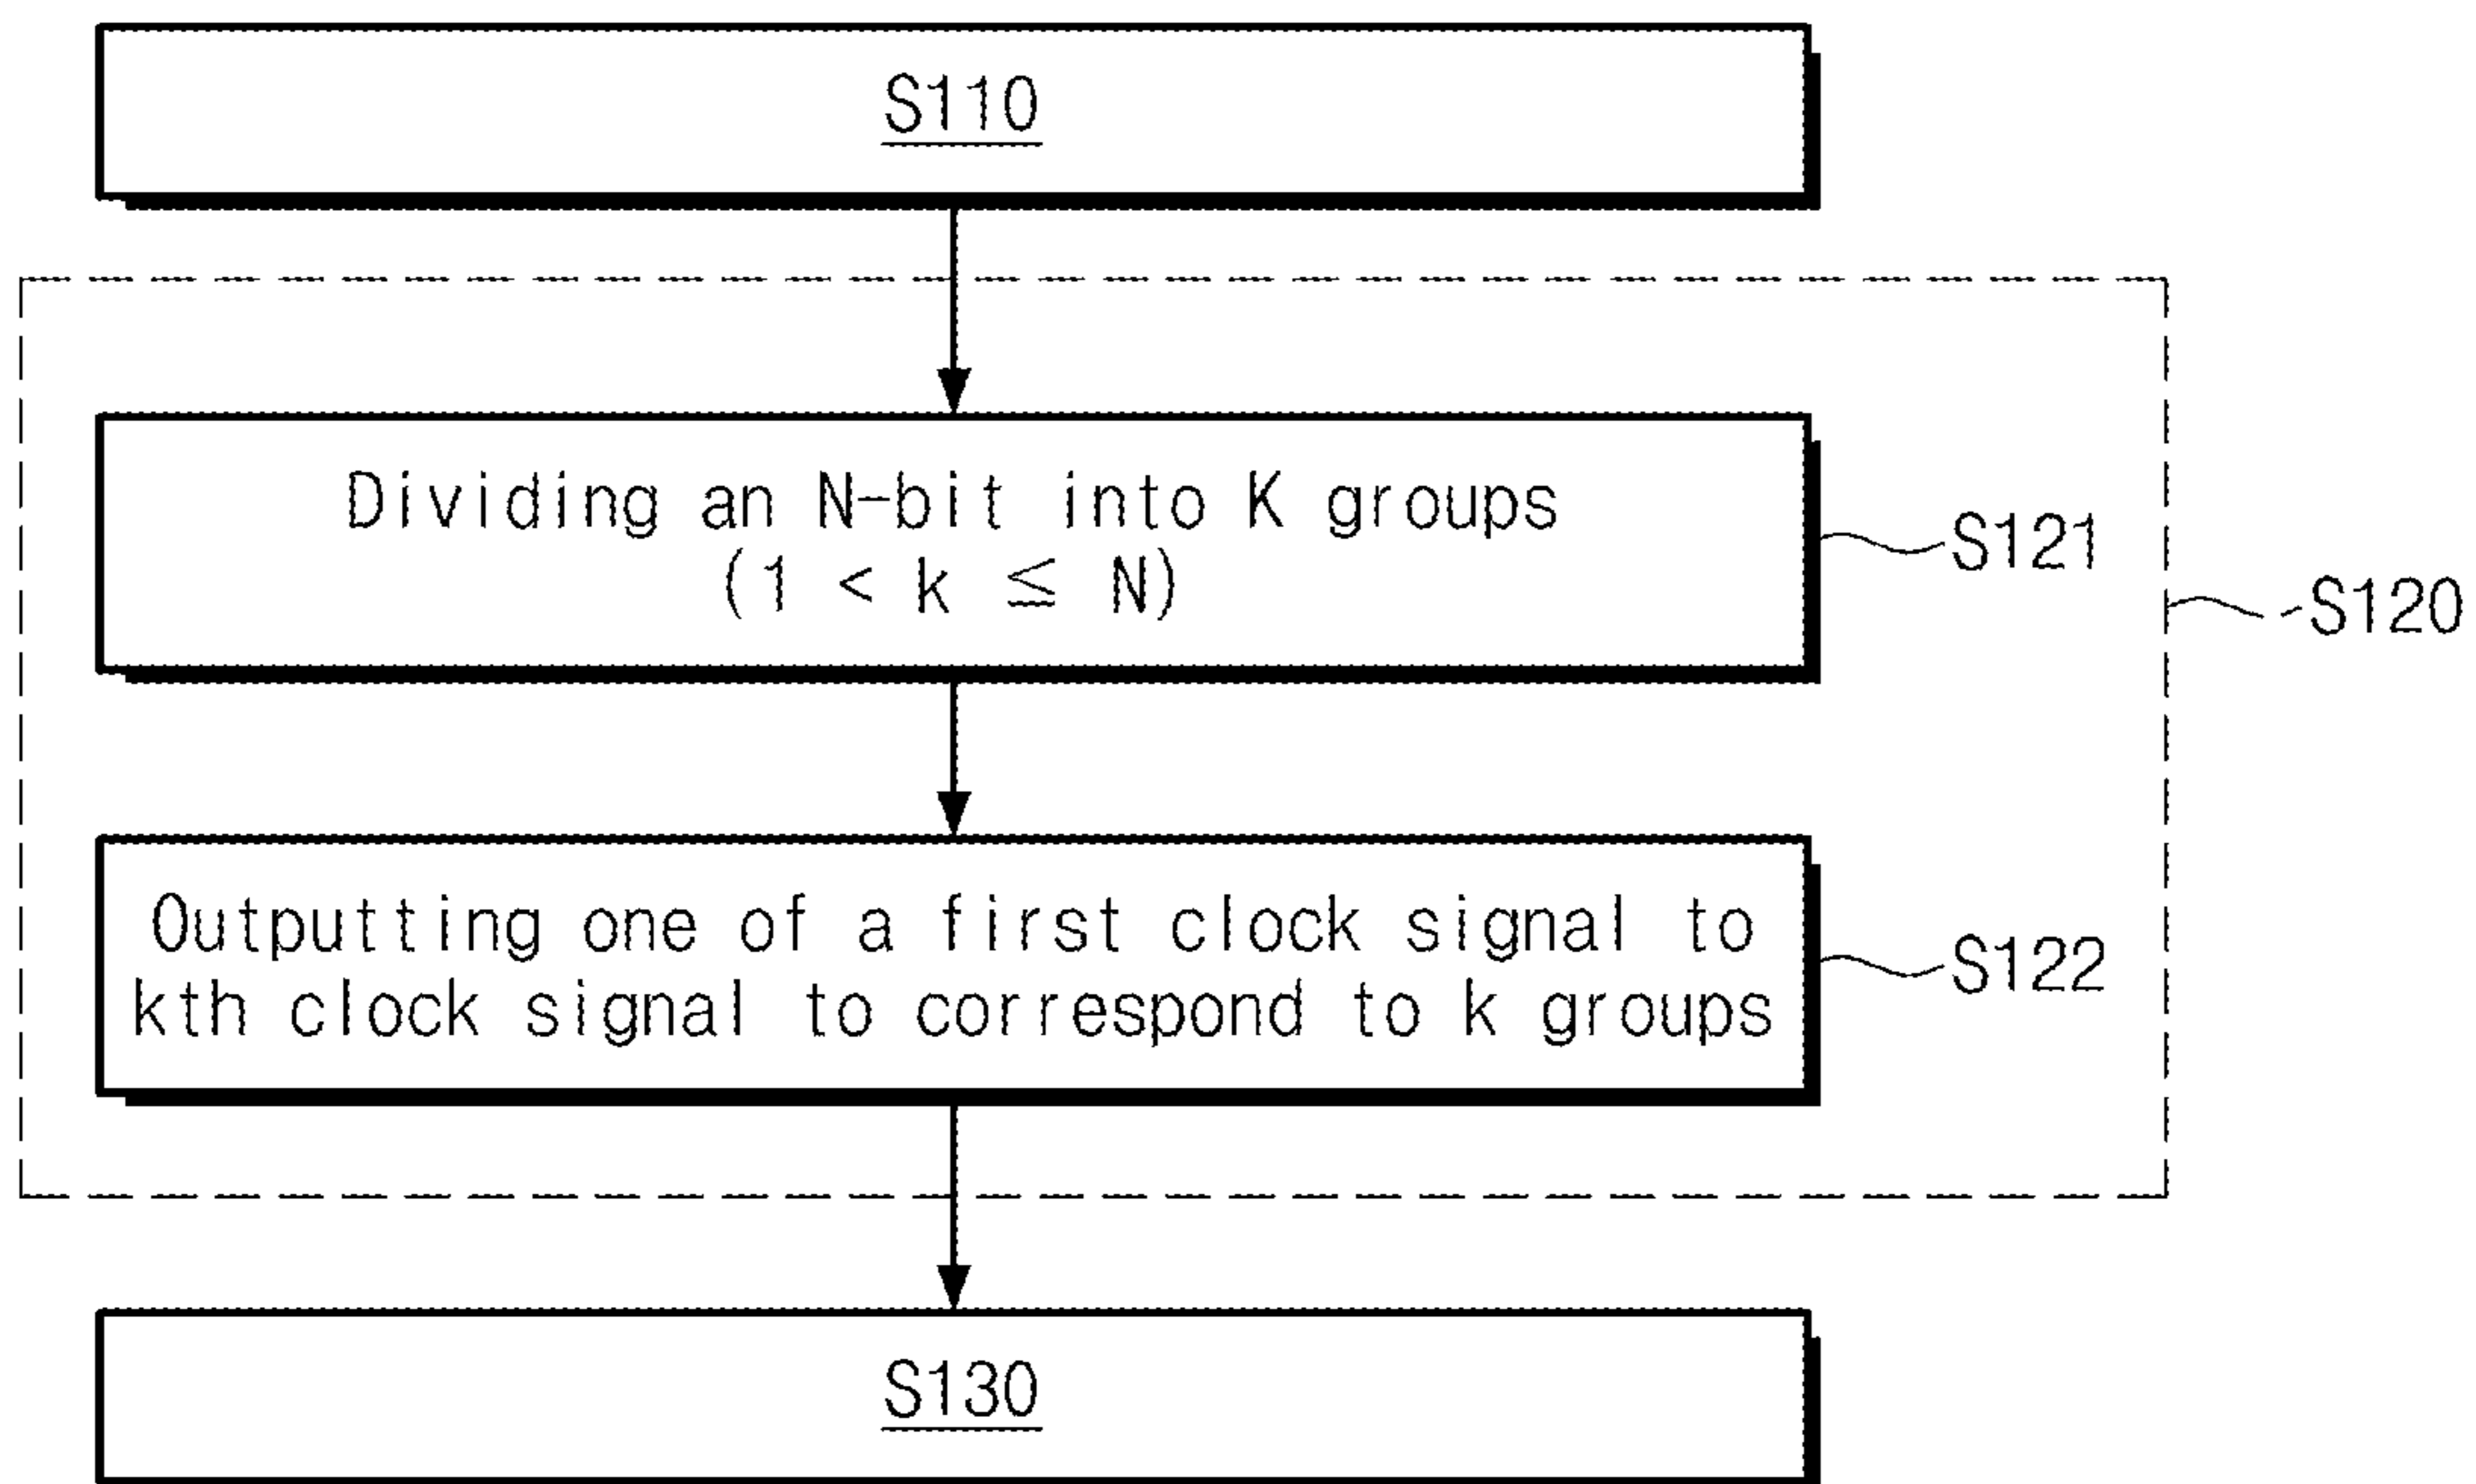 S110
Dividing an N-bit into K groups
(1 < k ≦ N)
S121
S120
Outputting one of a first clock signal to
kth clock signal to correspond to k groups
S122
S130